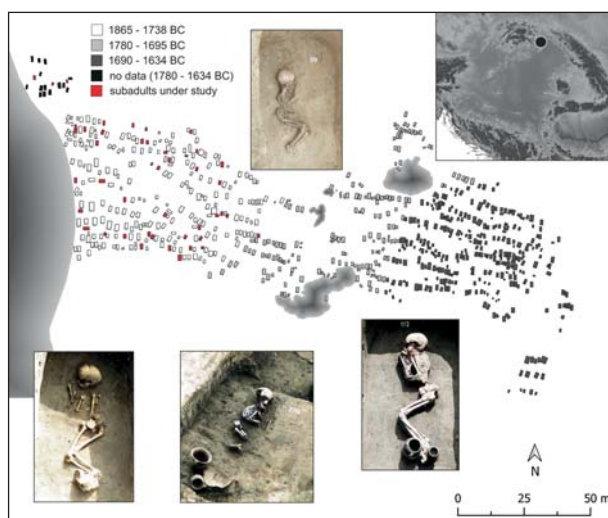 1865 - 1738 BC
1780 - 1695 BC
1690 - 1634 BC
no data (1780 - 1634 BC)
subadults under study
N
0 25 50 m